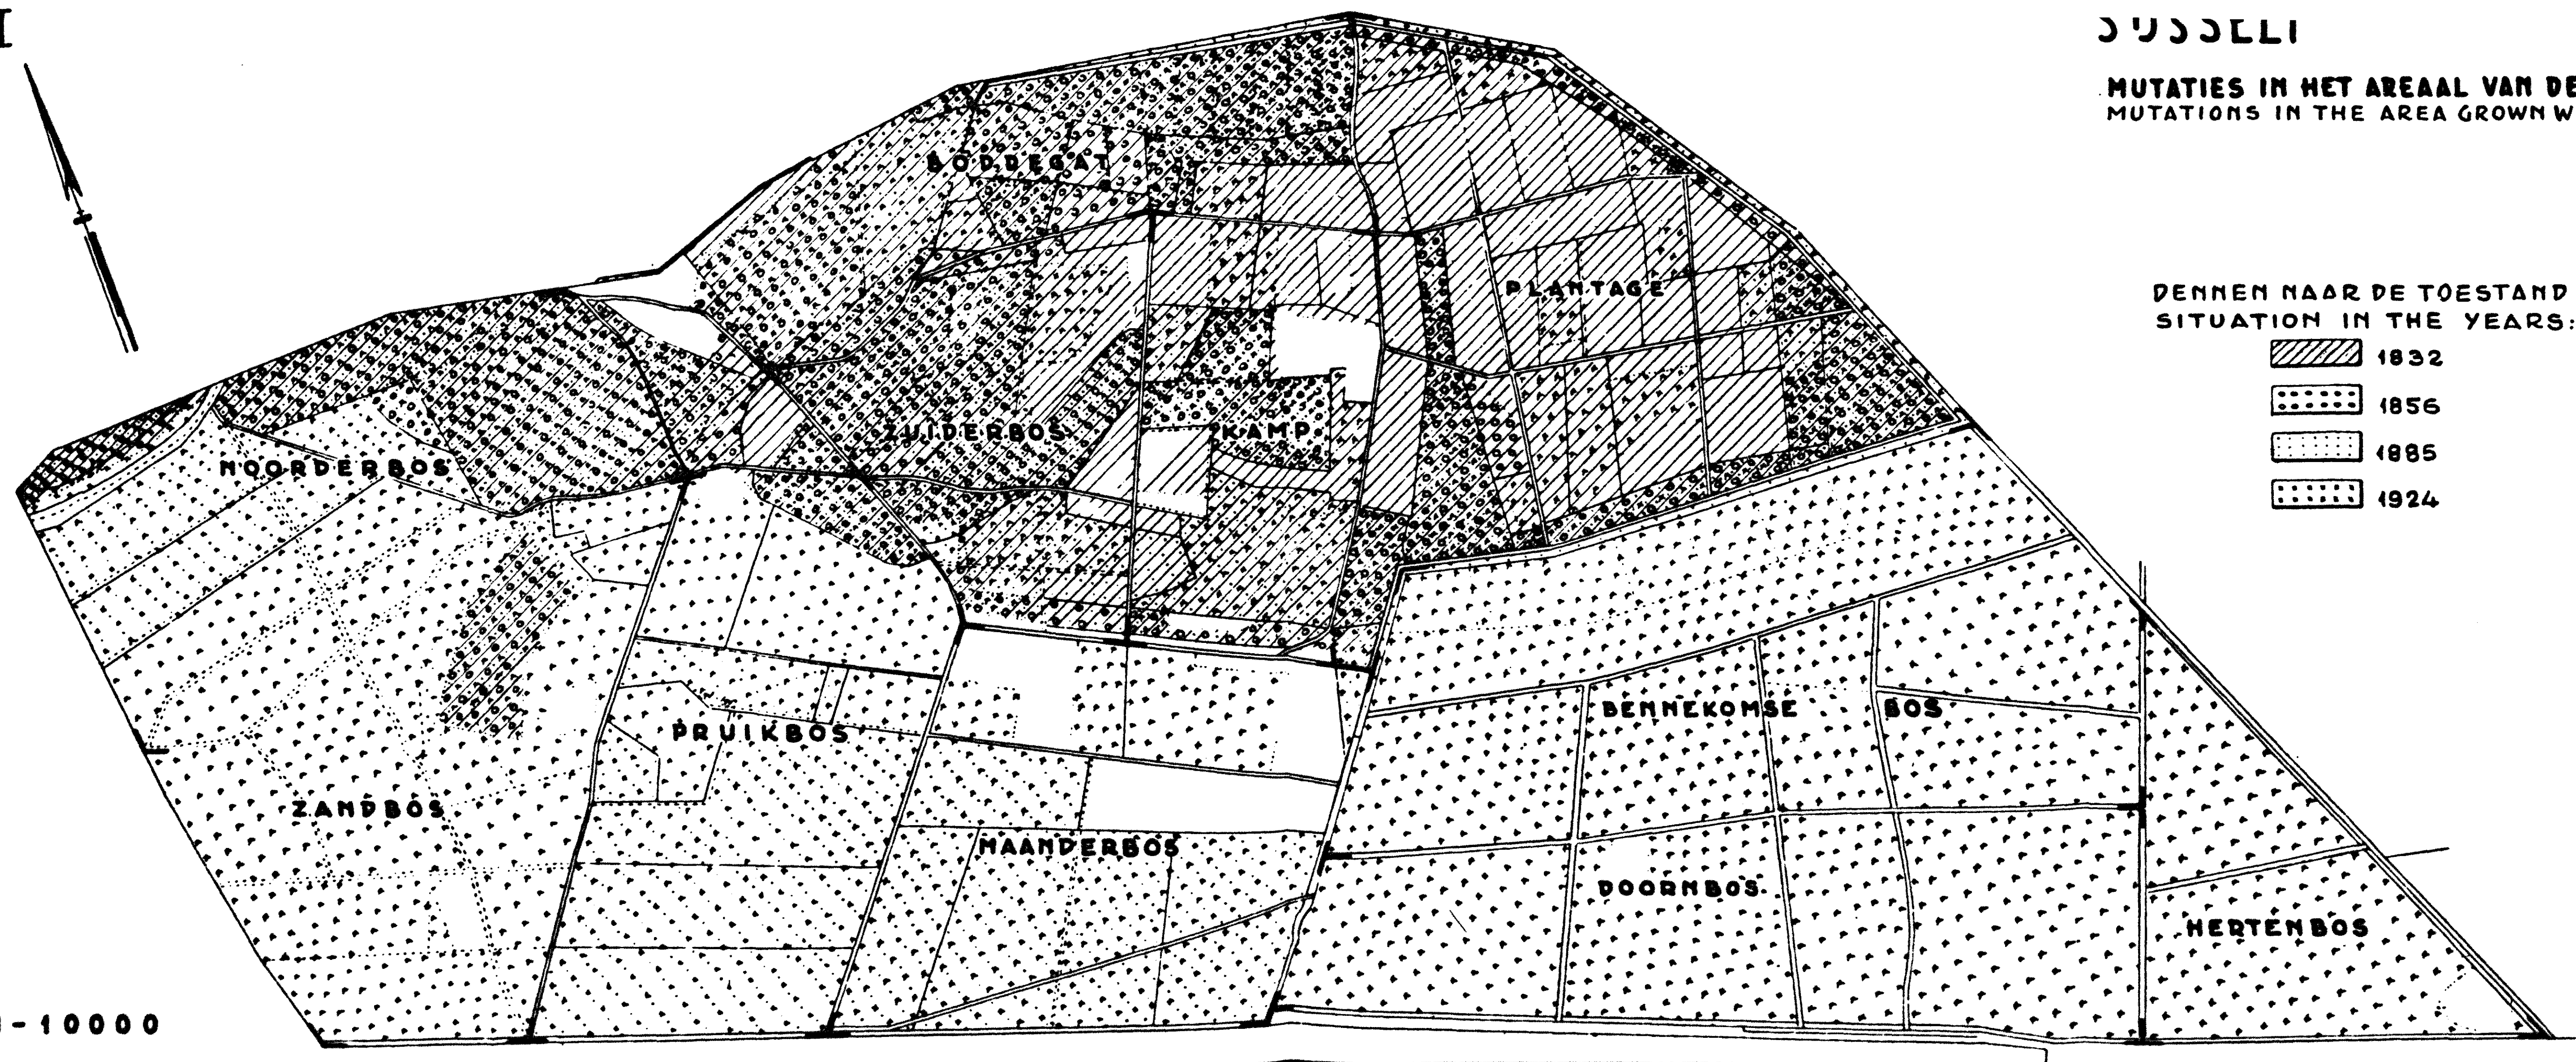 MUTATIES IN HET AREAAL VAN DE
MUTATIONS IN THE AREA GROWN W
DENNEN NAAR DE TOESTAND
SITUATION IN THE YEARS:
1832
1856
1885
1924
BODDEGAT
PLANTAGE
ZUIDERBOS
KAMP
NOORDERBOS
PRUIKBOS
BENNEKOMSE BOS
ZANDBOS
MAANDERBOS
DOORNBOS
HERTENBOS
-10000